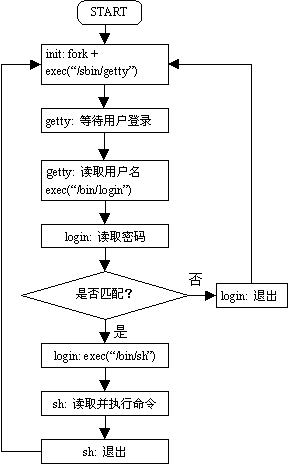 START
init: fork +
exec(“/sbin/getty”)
getty: 等待用户登录
getty: 读取用户名
exec(“/bin/login”)
login: 读取密码
是否匹配？
否
login: 退出
是
login: exec(“/bin/sh”)
sh: 读取并执行命令
sh: 退出